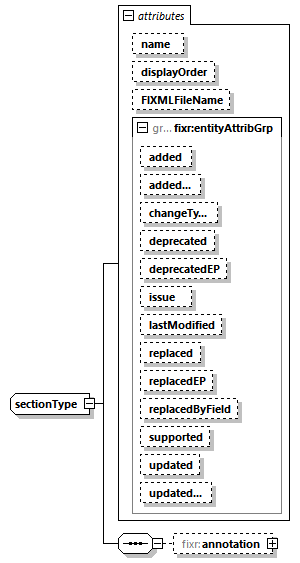 attributes
name
displayOrder
FIXMLFileName
gr... fixr:entityAttribGrp
added
added...
changeTy...
deprecated
deprecatedEP
issue
lastModified
replaced
replacedEP
replacedByField
sectionType
supported
updated
updated...
fixr:annotation